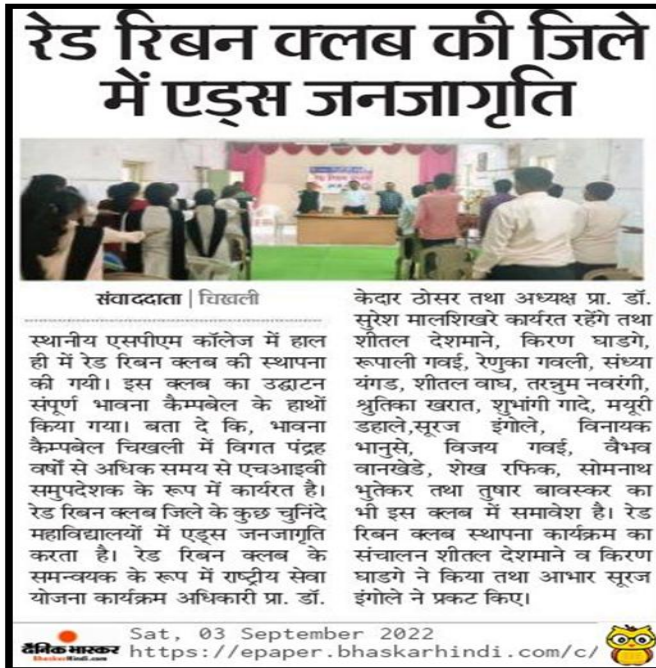 रेड रिबन क्लब की जिले
में एड्स जनजागृति
संवाददाता | चिखली
स्थानीय एसपीएम कॉलेज में हाल
ही में रेड रिबन क्लब की स्थापना
की गयी। इस क्लब का उद्घाटन
संपूर्ण भावना कैम्पबेल के हाथों
किया गया। बता दे कि, भावना
कैम्पबेल चिखली में विगत पंद्रह
वर्षों से अधिक समय से एचआइवी
समुपदेशक के रूप में कार्यरत है।
रेड रिबन क्लब जिले के कुछ चुनिंदे
महाविद्यालयों में एड्स जनजागृति
करता है। रेड रिबन क्लब के
समन्वयक के रूप में राष्ट्रीय सेवा
योजना कार्यक्रम अधिकारी प्रा. डॉ.
केदार ठोसर तथा अध्यक्ष प्रा. डॉ.
सुरेश मालशिखरे कार्यरत रहेंगे तथा
शीतल देशमाने, किरण घाडगे,
रूपाली गवई, रेणुका गवली, संध्या
यंगड, शीतल वाघ, तरन्नुम नवरंगी,
श्रुतिका खरात, शुभांगी गादे, मयूरी
डहाले,सूरज इंगोले, विनायक
भानुसे, विजय गवई, वैभव
वानखेडे, शेख रफिक, सोमनाथ
भुतेकर तथा तुषार बावस्कर का
भी इस क्लब में समावेश है। रेड
रिबन क्लब स्थापना कार्यक्रम का
संचालन शीतल देशमाने व किरण
घाडगे ने किया तथा आभार सूरज
इंगोले ने प्रकट किए।
दैनिक भास्कर
BhaskarHindi.com
Sat, 03 September 2022
https://epaper.bhaskarhindi.com/c/